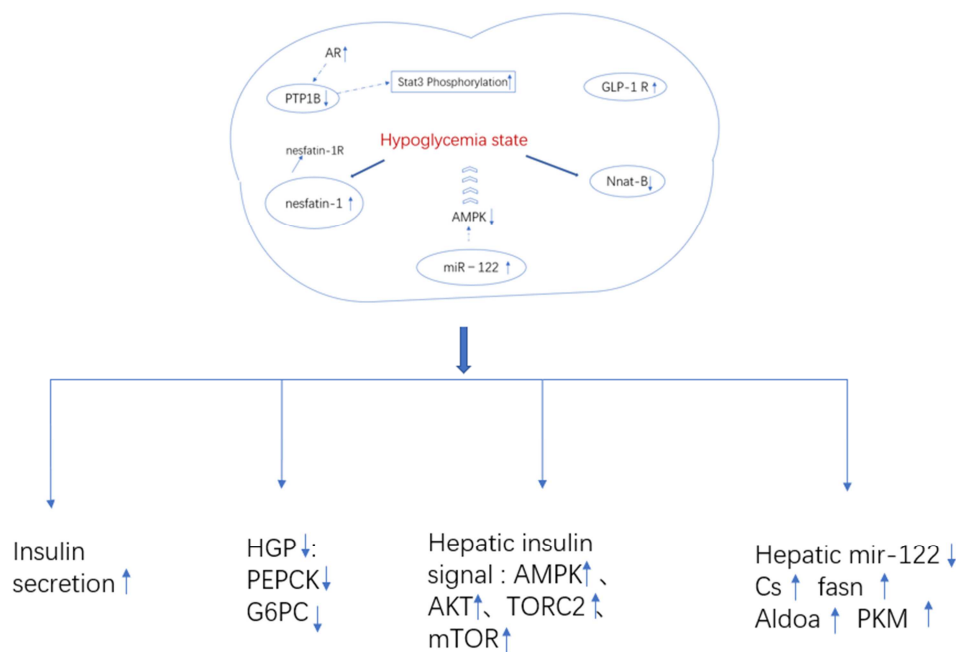 AR↑
PTP1B↓
Stat3 Phosphorylation↑
GLP-1 R↑
Hypoglycemia state
nesfatin-1R
nesfatin-1 ↑
Nnat-B↓
AMPK↓
miR－122 ↑
Insulin
secretion↑
HGP↓:
PEPCK↓
G6PC↓
Hepatic insulin
signal : AMPK↑、
AKT↑、TORC2↑、
mTOR↑
Hepatic mir-122↓
Cs↑ fasn ↑
Aldoa↑ PKM ↑